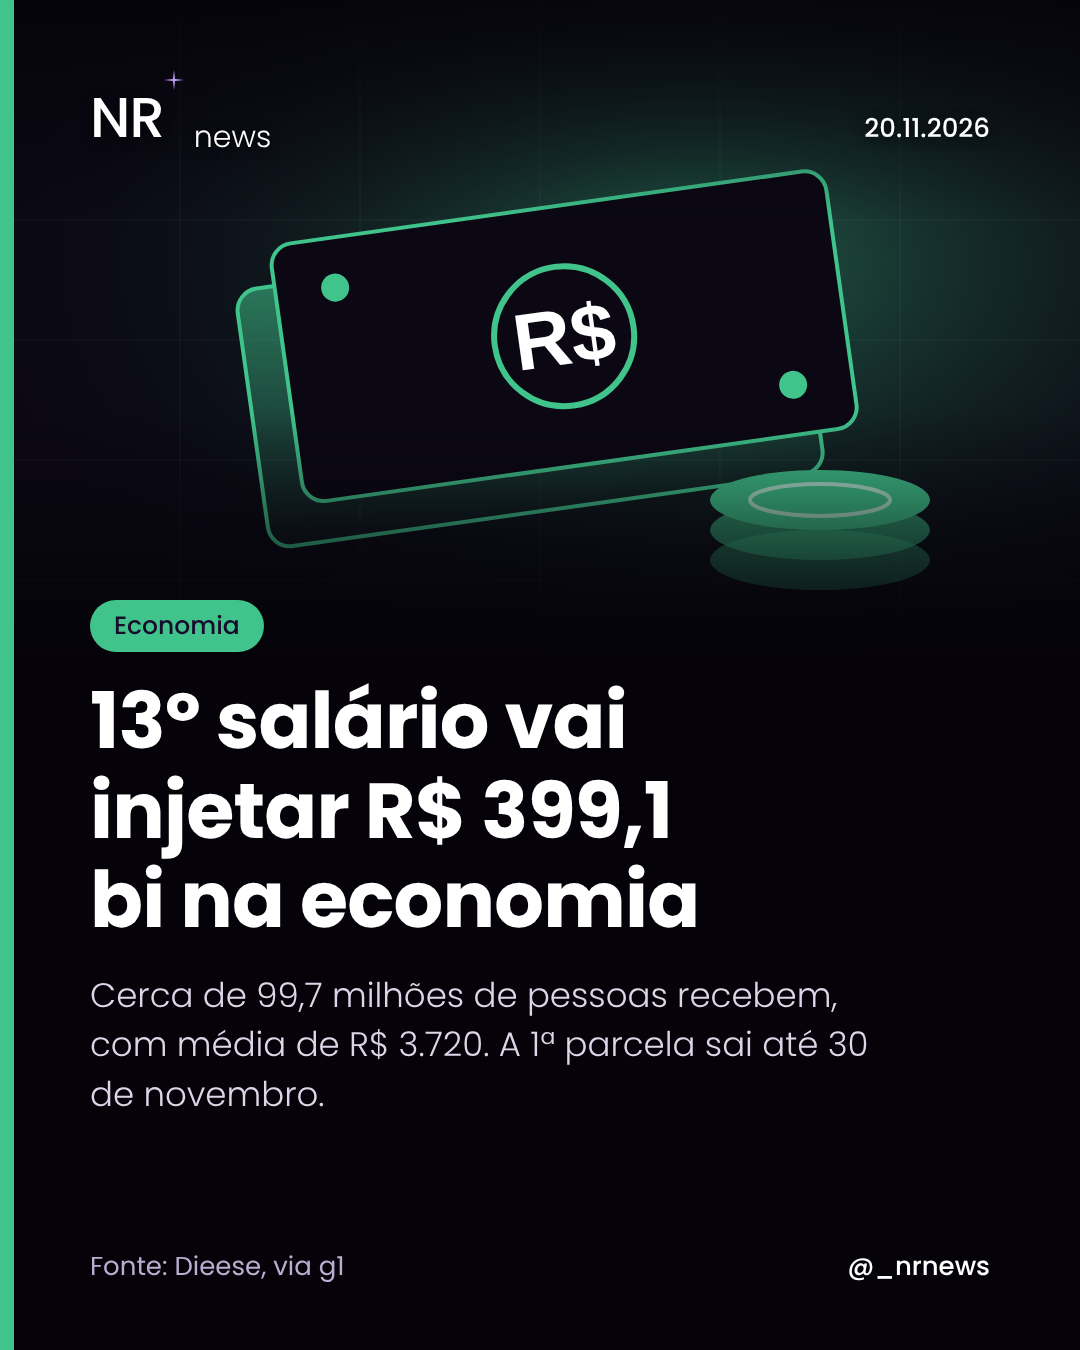 NR
news
20.11.2026
R$
Economia
13º salário vai
injetar R$ 399,1
bi na economia
Cerca de 99,7 milhões de pessoas recebem,
com média de R$ 3.720. A 1ª parcela sai até 30
de novembro.
Fonte: Dieese, via g1
@_nrnews